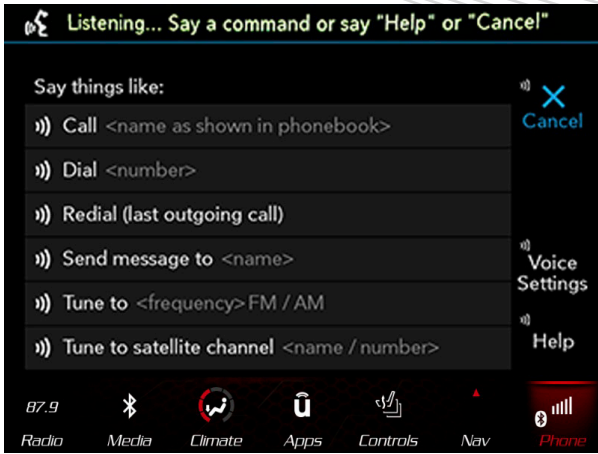 Listening... Say a command or say "Help" or "Cancel"
Say things like:
Call <name as shown in phonebook>
Dial <number>
Redial (last outgoing call)
Send message to <name>
Tune to <frequency> FM / AM
Tune to satellite channel <name / number>
Cancel
Voice
Settings
Help
87.9
Radio
Media
Climate
û
Apps
Controls
Nav
Phone